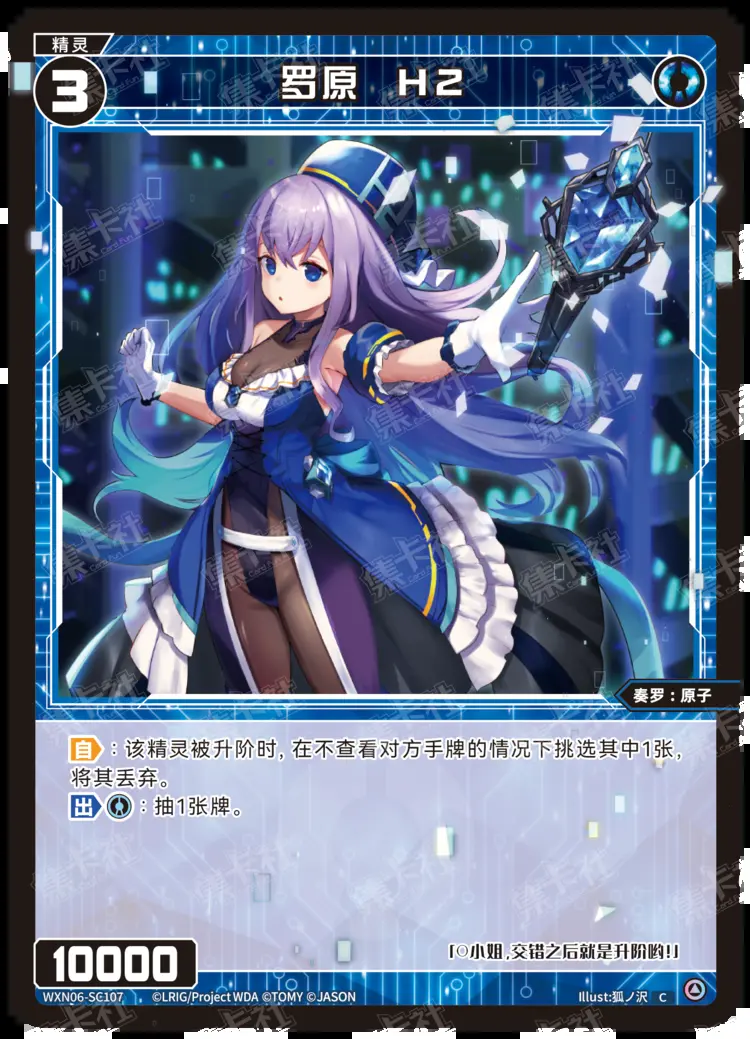 精灵
3
罗原 H2
奏罗：原子
自：该精灵被升阶时，在不查看对方手牌的情况下挑选其中1张，
将其丢弃。
出：抽1张牌。
「○小姐，交错之后就是升阶哟！」
10000
WXN06-SC107 ©LRIG/Project WDA ©TOMY ©JASON
Illust:狐ノ沢 C
集卡社